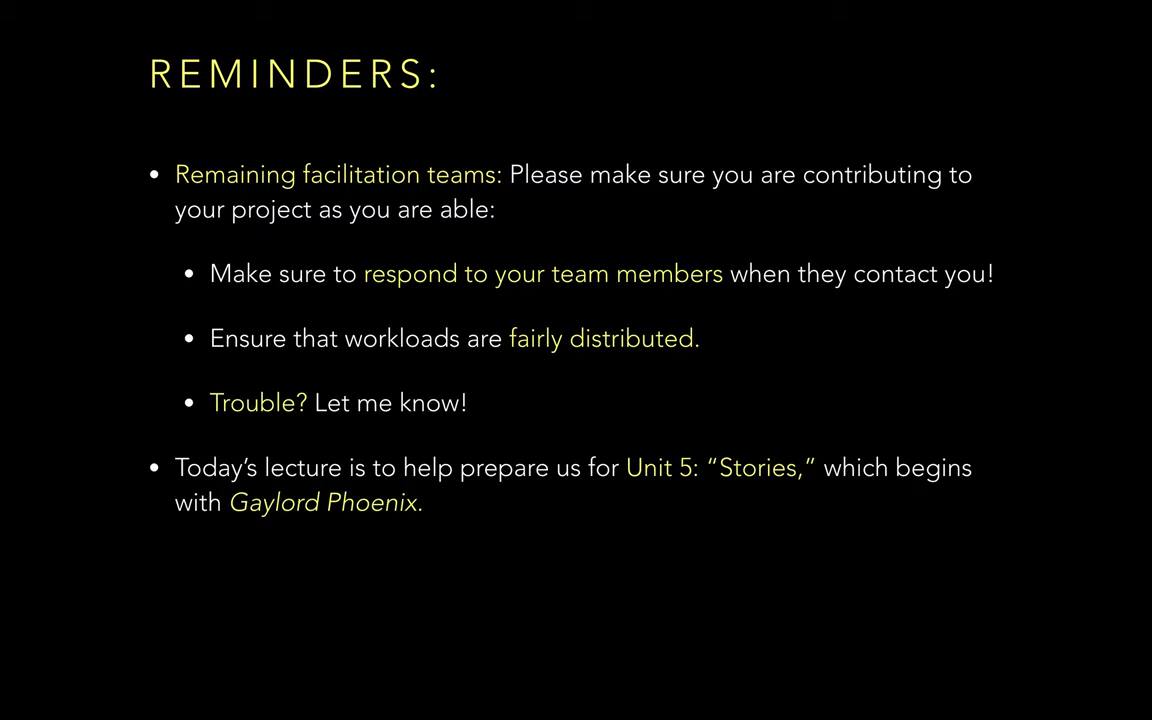 REMINDERS:
• Remaining facilitation teams: Please make sure you are contributing to
your project as you are able:
• Make sure to respond to your team members when they contact you!
• Ensure that workloads are fairly distributed.
• Trouble? Let me know!
• Today’s lecture is to help prepare us for Unit 5: “Stories,” which begins
with Gaylord Phoenix.